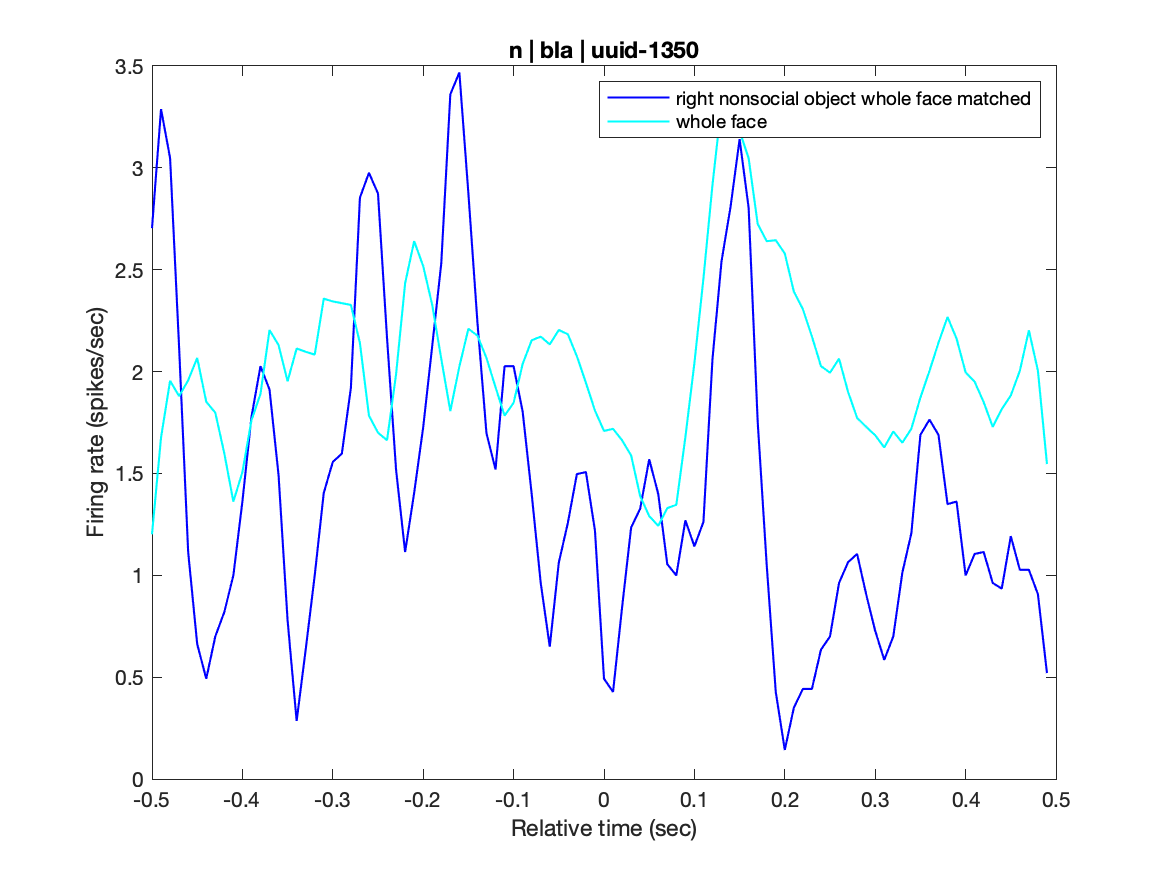 n | bla | uuid-1350
right nonsocial object whole face matched
whole face
Firing rate (spikes/sec)
3.5
3
2.5
2
1.5
1
0.5
0
-0.5 -0.4 -0.3 -0.2 -0.1 0 0.1 0.2 0.3 0.4 0.5
Relative time (sec)